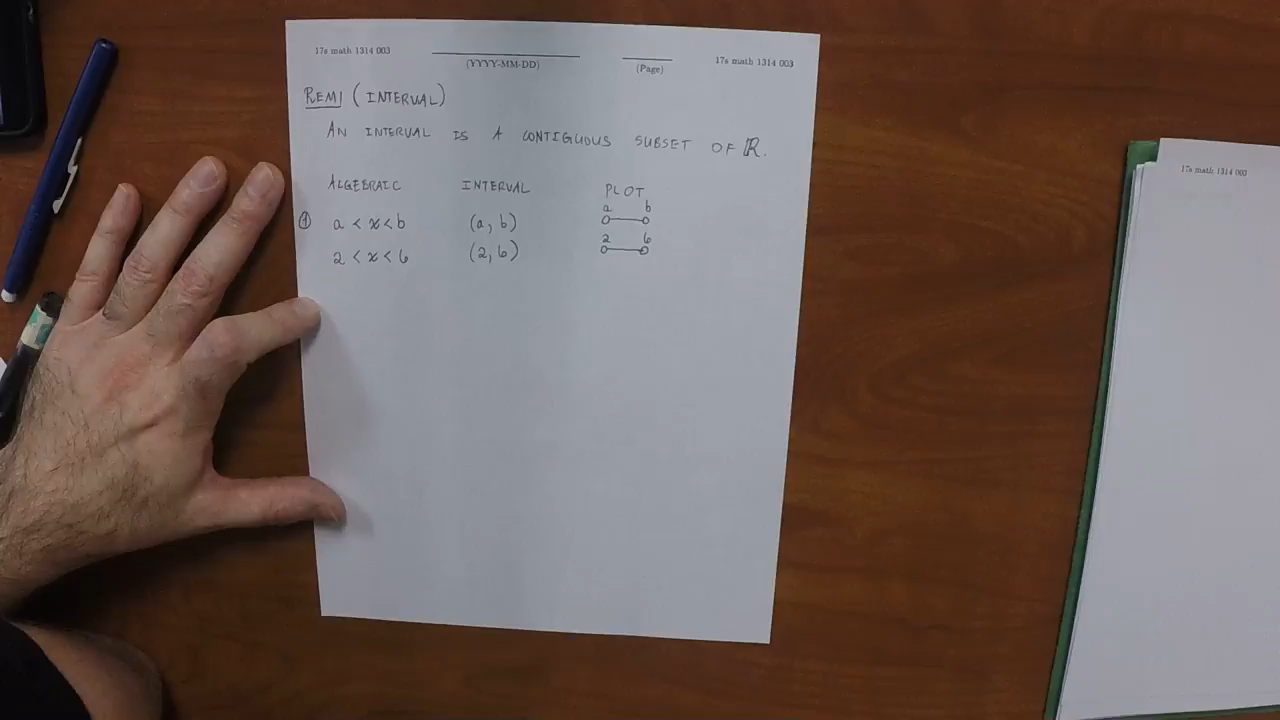 17s math 1314 003 (YYYY-MM-DD) (Page) 17s math 1314 003
REM1 (INTERVAL)
AN INTERVAL IS A CONTIGUOUS SUBSET OF ℝ.
ALGEBRAIC INTERVAL PLOT
a b
① a < x < b (a, b)
2 6
2 < x < 6 (2, 6)
17s math 1314 003